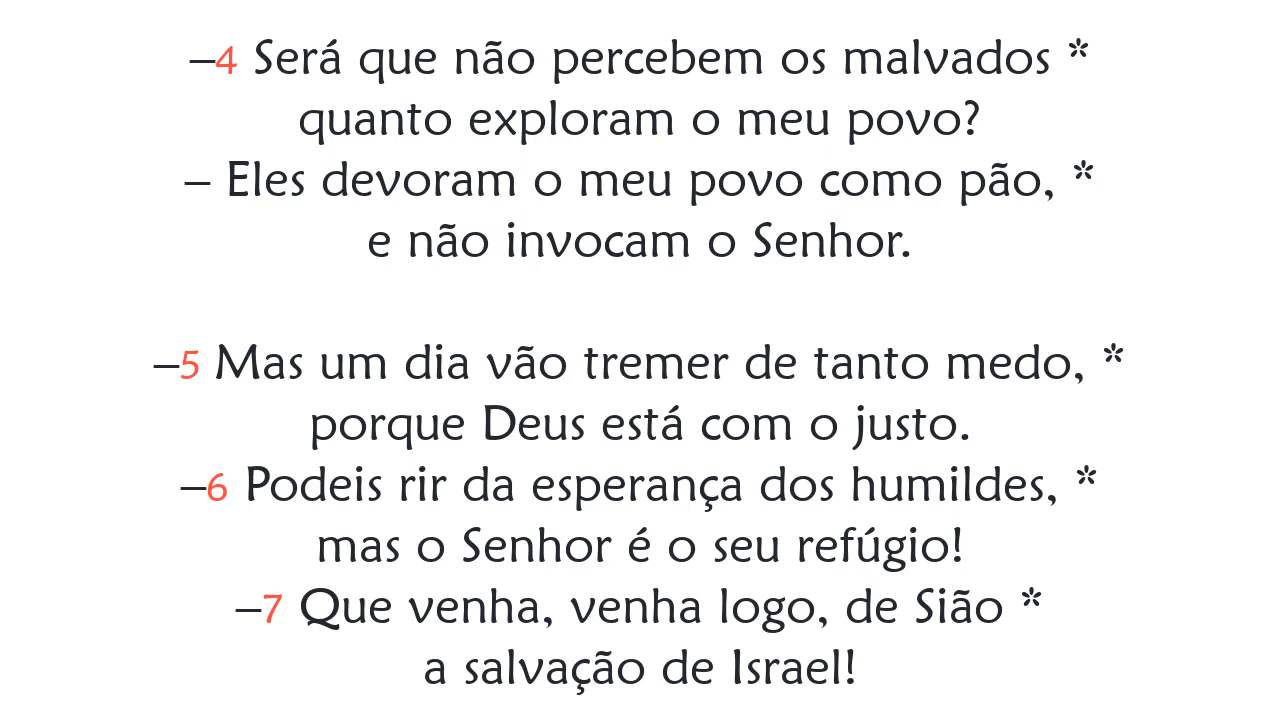 –4 Será que não percebem os malvados *
quanto exploram o meu povo?
– Eles devoram o meu povo como pão, *
e não invocam o Senhor.
–5 Mas um dia vão tremer de tanto medo, *
porque Deus está com o justo.
–6 Podeis rir da esperança dos humildes, *
mas o Senhor é o seu refúgio!
–7 Que venha, venha logo, de Sião *
a salvação de Israel!